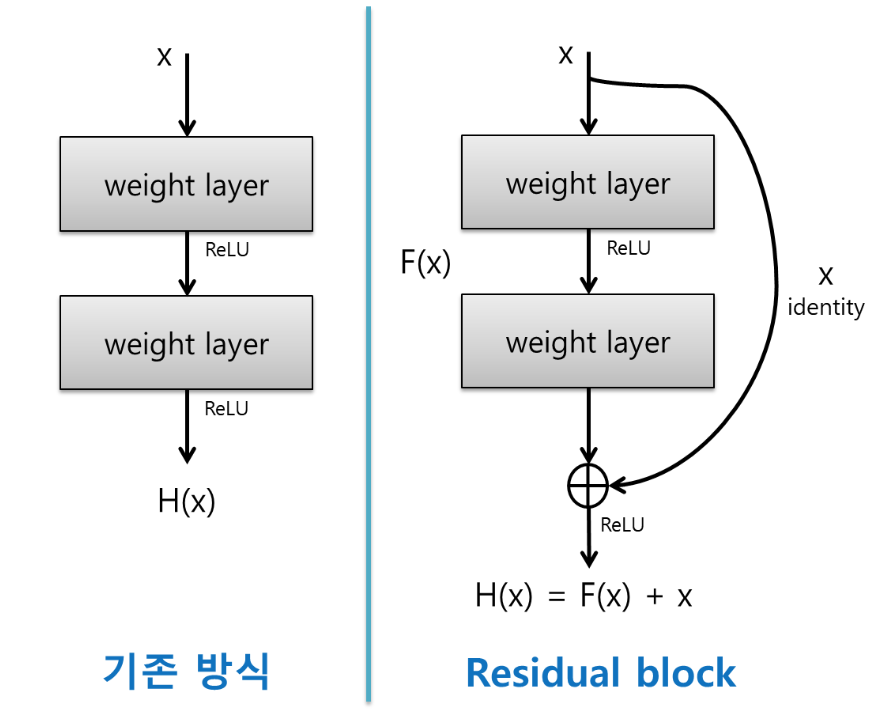 x
weight layer
ReLU
weight layer
ReLU
H(x)
기존 방식
x
weight layer
ReLU
F(x)
weight layer
x
identity
ReLU
H(x) = F(x) + x
Residual block